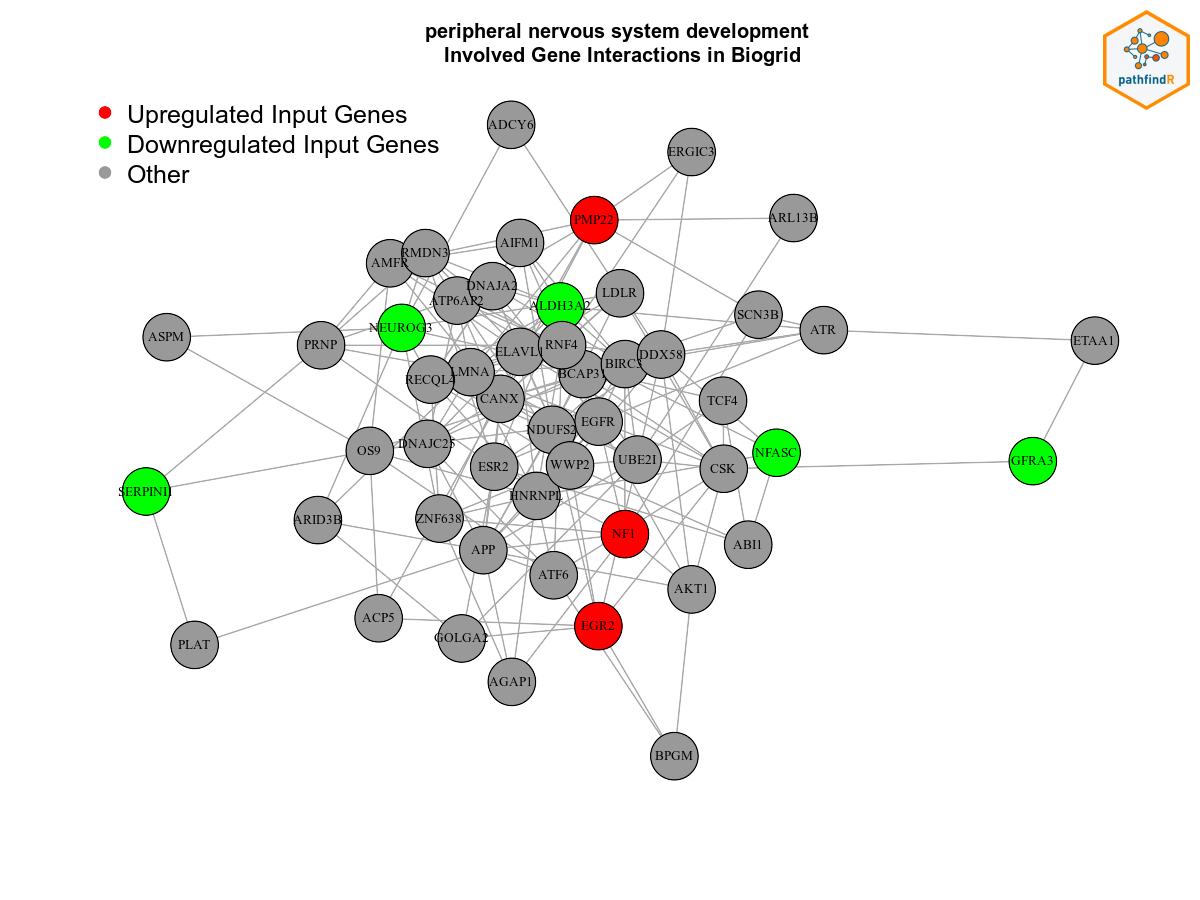 peripheral nervous system development
Involved Gene Interactions in Biogrid
pathfindR
Upregulated Input Genes
Downregulated Input Genes
Other
ADCY6
ERGIC3
PMP22
ARL13B
AIFM1
RMDN3
AMFR
DNAJA2
LDLR
ATP6AP2
ALDH3A2
SCN3B
NEUROG3
ATR
ASPM
ETAA1
PRNP
ELAVL1
RNF4
DDX58
BIRC3
LMNA
BCAP31
RECQL4
CANX
TCF4
EGFR
NDUFS2
DNAJC25
OS9
NFASC
UBE2I
GFRA3
WWP2
ESR2
CSK
SERPINI1
HNRNPL
ZNF638
ARID3B
NF1
ABI1
APP
ATF6
AKT1
ACP5
EGR2
GOLGA2
PLAT
AGAP1
BPGM